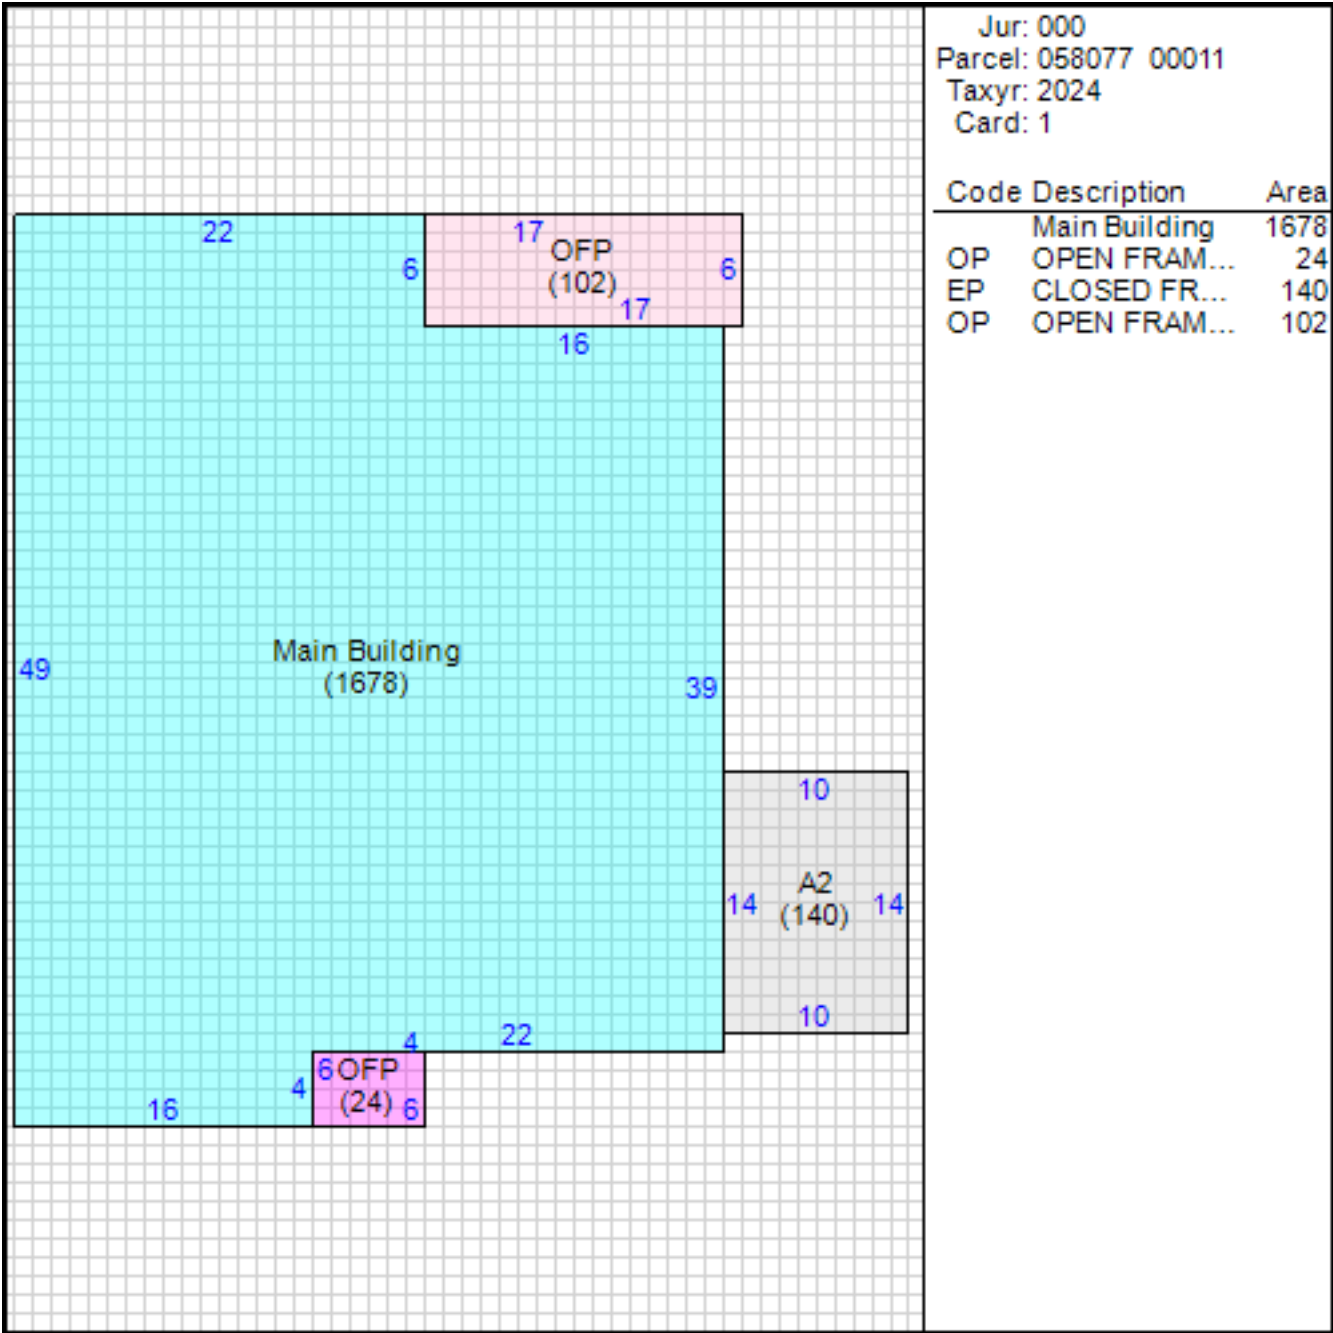 Jur: 000
Parcel: 058077 00011
Taxyr: 2024
Card: 1
Code Description Area
Main Building 1678
OP OPEN FRAM... 24
EP CLOSED FR... 140
OP OPEN FRAM... 102
22
17
OFP
6
6
(102)
17
16
Main Building
49
(1678)
39
10
A2
14
14
(140)
10
22
4
6
OFP
4
(24)
6
16